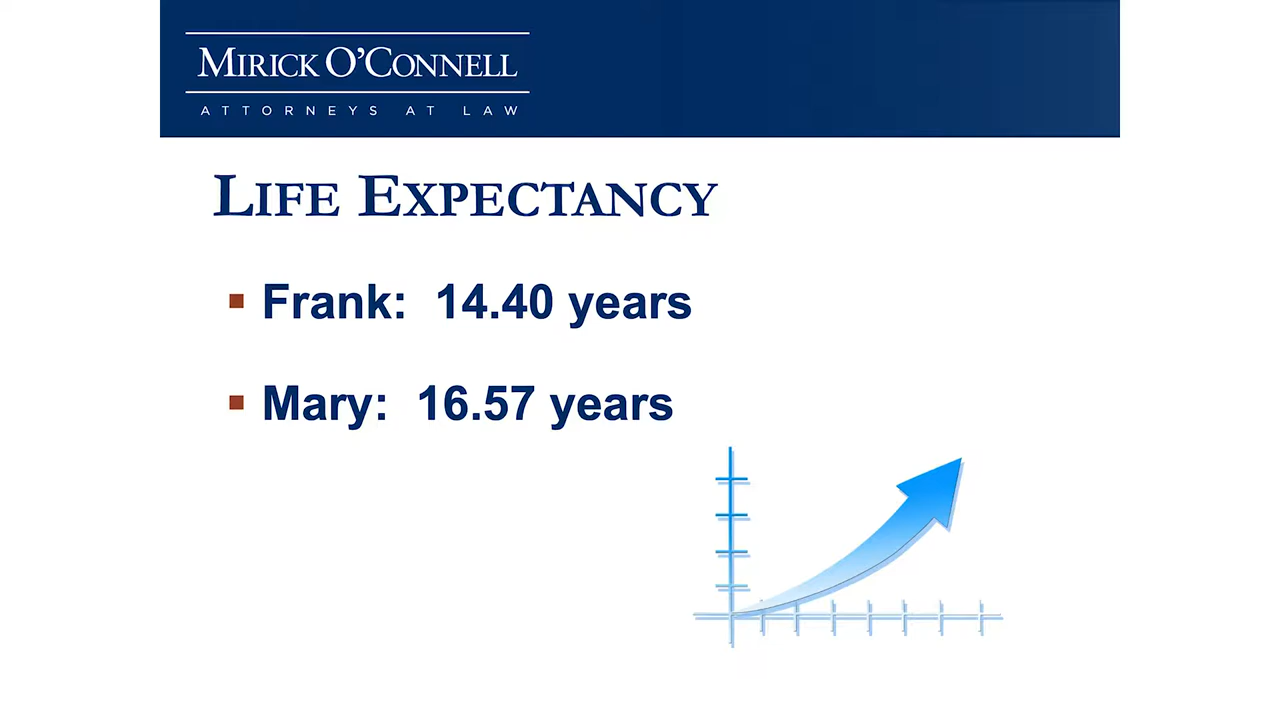 MIRICK O'CONNELL
ATTORNEYS AT LAW
LIFE EXPECTANCY
▪ Frank: 14.40 years
▪ Mary: 16.57 years